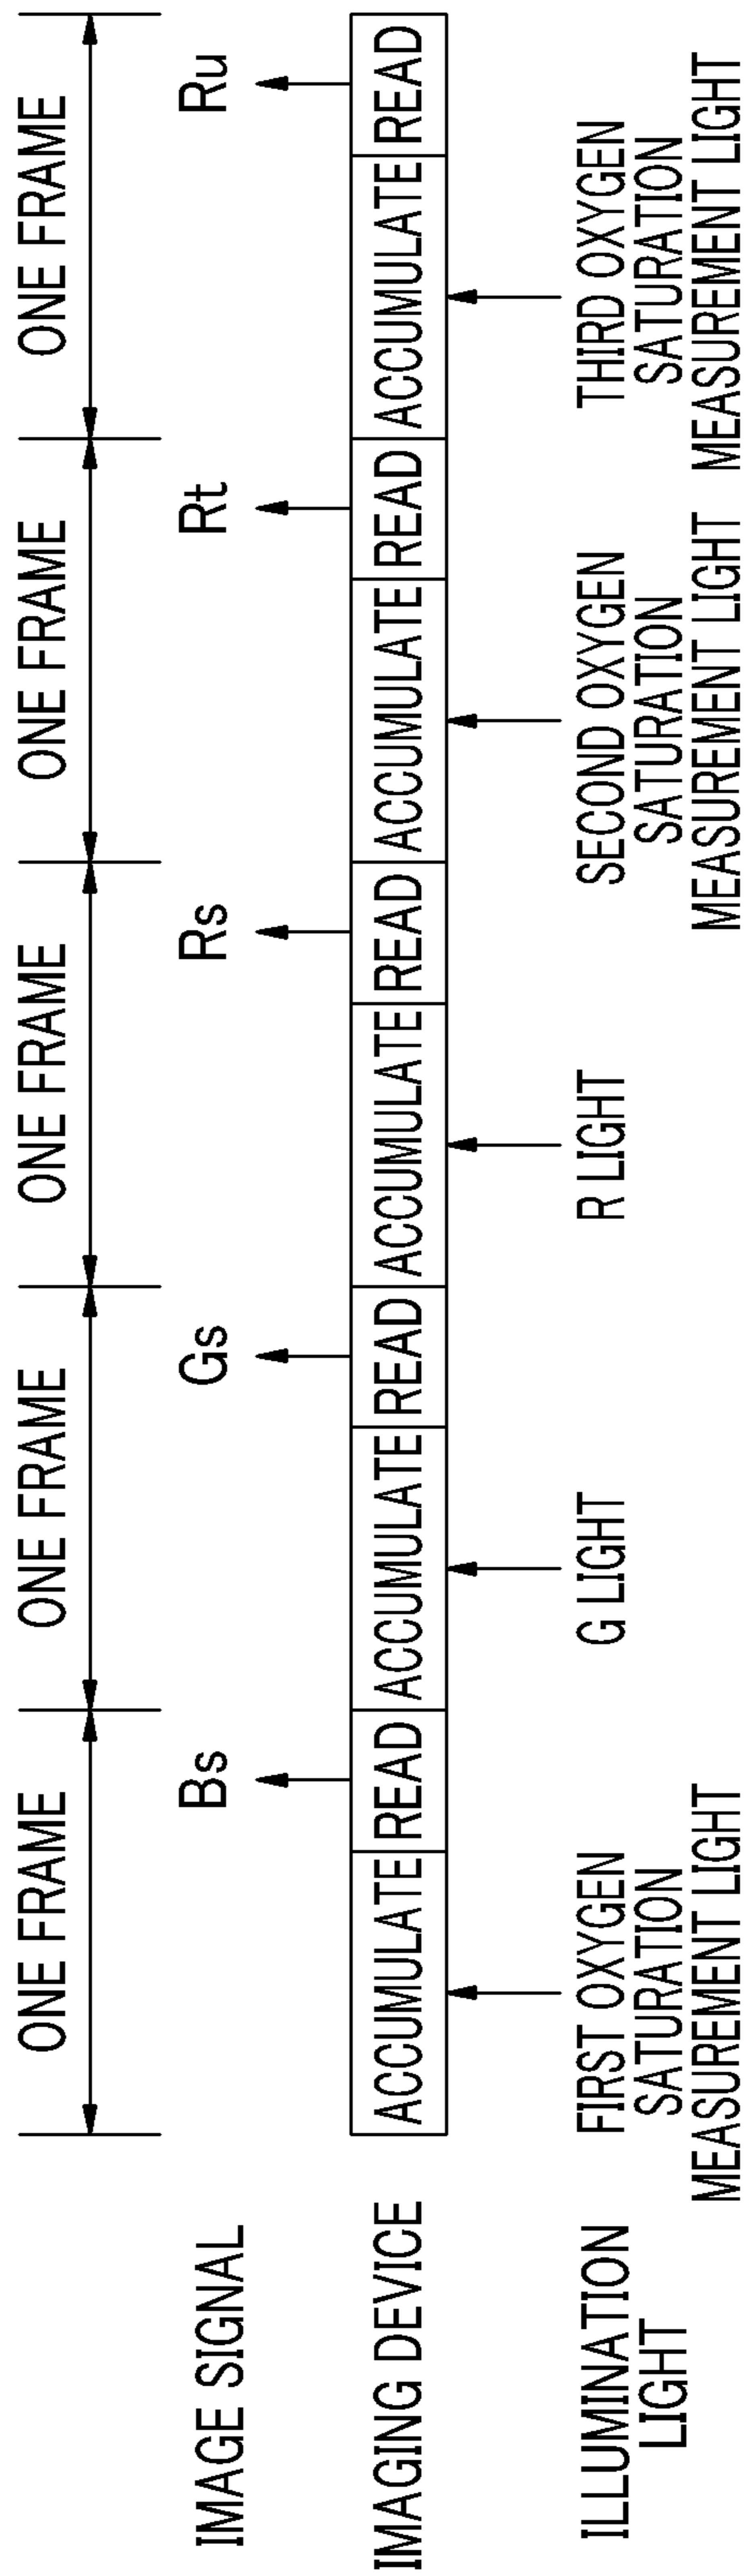 ONE FRAME ONE FRAME ONE FRAME ONE FRAME ONE FRAME
IMAGE SIGNAL Bs Gs Rs Rt Ru
IMAGING DEVICE ACCUMULATE READ ACCUMULATE READ ACCUMULATE READ ACCUMULATE READ ACCUMULATE READ
ILLUMINATION
LIGHT
FIRST OXYGEN
SATURATION
MEASUREMENT LIGHT
G LIGHT
R LIGHT
SECOND OXYGEN
SATURATION
MEASUREMENT LIGHT
THIRD OXYGEN
SATURATION
MEASUREMENT LIGHT